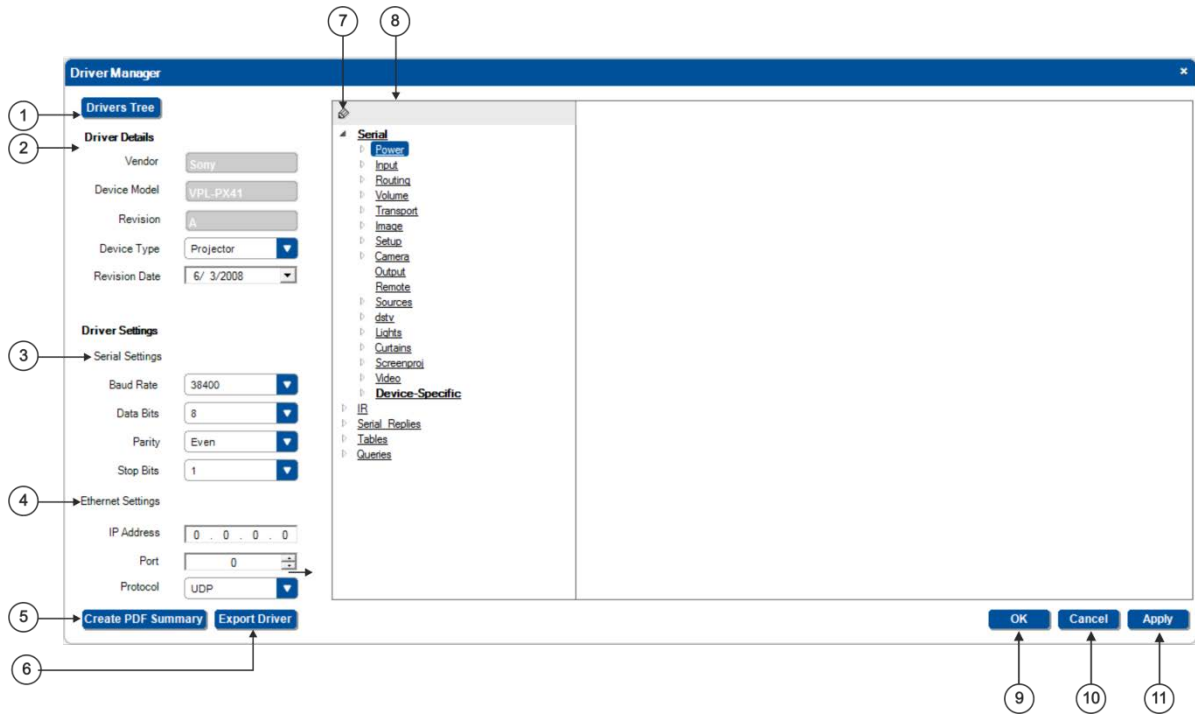 7 8
Driver Manager ×
1 Drivers Tree
2 Driver Details
Vendor Sony
Device Model VPL-PX41
Revision A
Device Type Projector
Revision Date 6/ 3/2008
Driver Settings
3 Serial Settings
Baud Rate 38400
Data Bits 8
Parity Even
Stop Bits 1
4 Ethernet Settings
IP Address 0 . 0 . 0 . 0
Port 0
Protocol UDP
5 Create PDF Summary Export Driver
6
Serial
Power
Input
Routing
Volume
Transport
Image
Setup
Camera
Output
Remote
Sources
dstv
Lights
Curtains
Screenproj
Video
Device-Specific
IR
Serial Replies
Tables
Queries
OK Cancel Apply
9 10 11